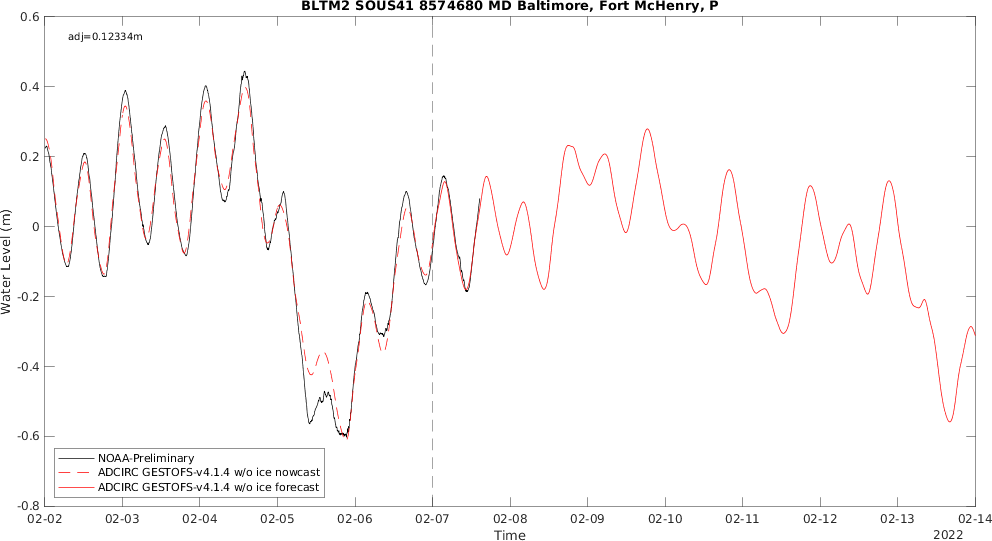 BLTM2 SOUS41 8574680 MD Baltimore, Fort McHenry, P
adj=0.12334m
0.6
0.4
0.2
0
-0.2
-0.4
-0.6
-0.8
Water Level (m)
NOAA-Preliminary
ADCIRC GESTOFS-v4.1.4 w/o ice nowcast
ADCIRC GESTOFS-v4.1.4 w/o ice forecast
02-02 02-03 02-04 02-05 02-06 02-07 02-08 02-09 02-10 02-11 02-12 02-13 02-14
Time
2022